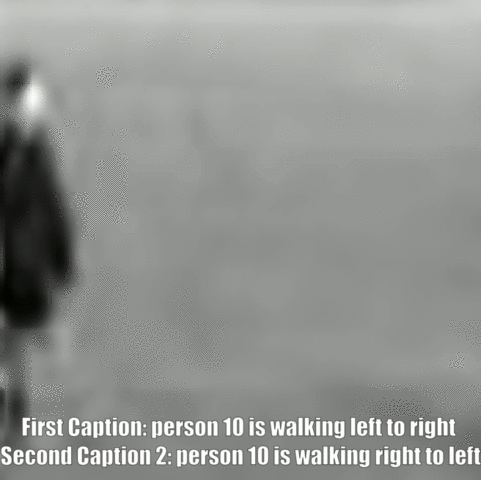 First Caption: person 10 is walking left to right
Second Caption 2: person 10 is walking right to left